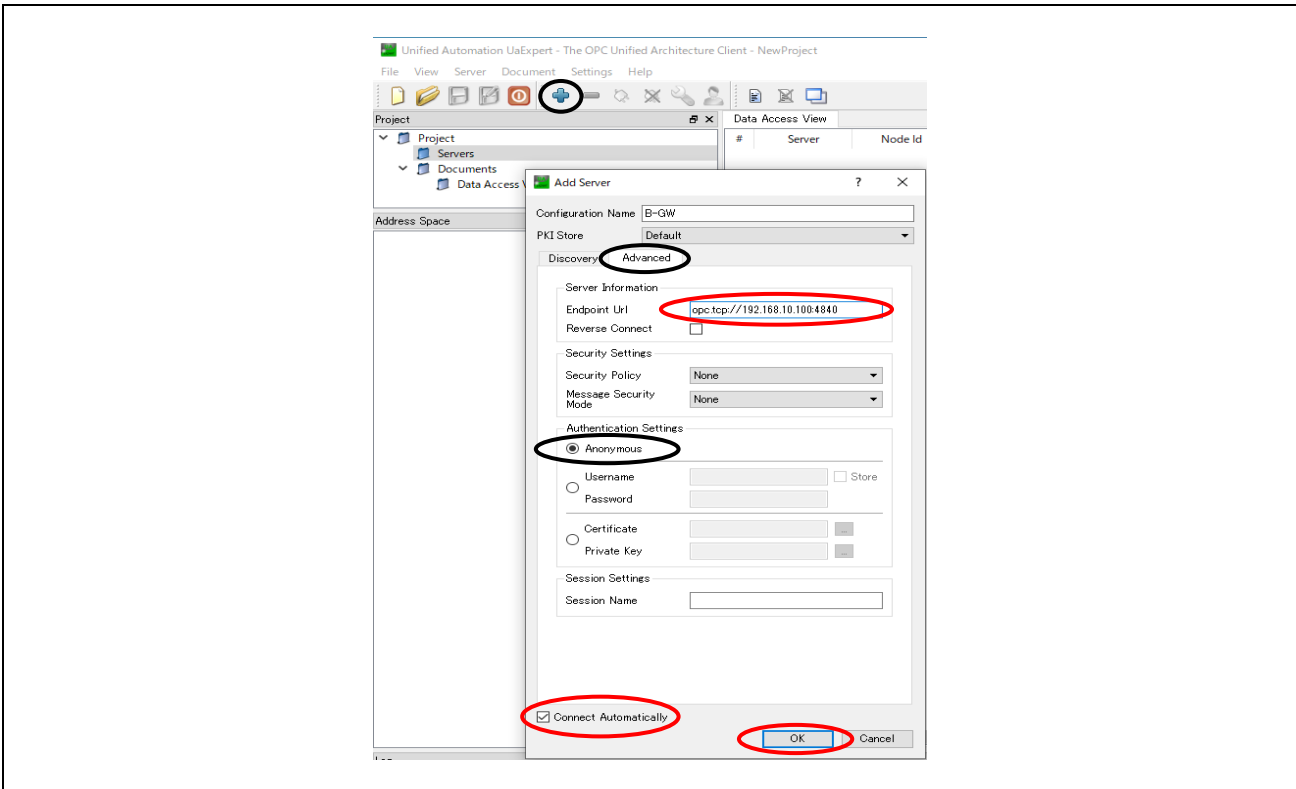 Unified Automation UaExpert - The OPC Unified Architecture Client - NewProject
File View Server Document Settings Help
Project
Data Access View
Project
# Server Node Id
Servers
Documents
Data Access
Add Server ?
Address Space
Configuration Name B-GW
PKI Store Default
Discovery Advanced
Server Information
Endpoint Url opc.tcp://192.168.10.100:4840
Reverse Connect
Security Settings
Security Policy None
Message Security
Mode None
Authentication Settings
Anonymous
Username Store
Password
Certificate ...
Private Key ...
Session Settings
Session Name
Connect Automatically
OK Cancel